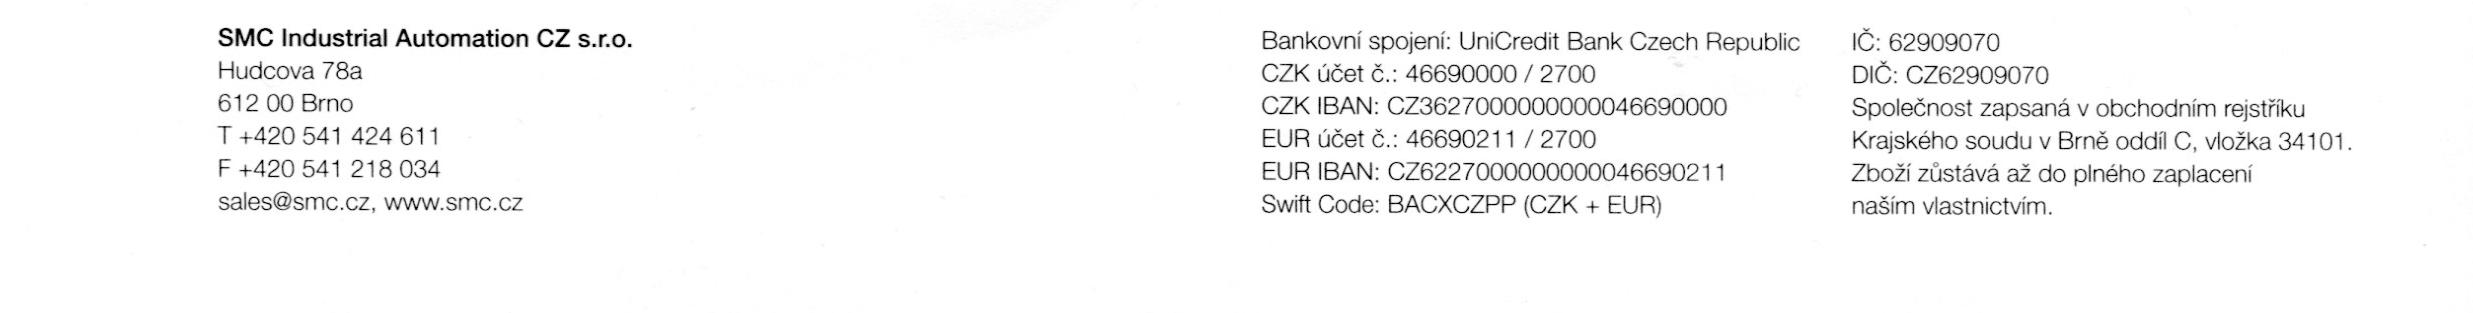 SMC Industrial Automation CZ s.r.o.
Hudcova 78a
612 00 Brno
T +420 541 424 611
F +420 541 218 034
sales@smc.cz, www.smc.cz
Bankovní spojení: UniCredit Bank Czech Republic
CZK účet č.: 46690000 / 2700
CZK IBAN: CZ3627000000000046690000
EUR účet č.: 46690211 / 2700
EUR IBAN: CZ6227000000000046690211
Swift Code: BACXCZPP (CZK + EUR)
IČ: 62909070
DIČ: CZ62909070
Společnost zapsaná v obchodním rejstříku
Krajského soudu v Brně oddíl C, vložka 34101.
Zboží zůstává až do plného zaplacení
naším vlastnictvím.